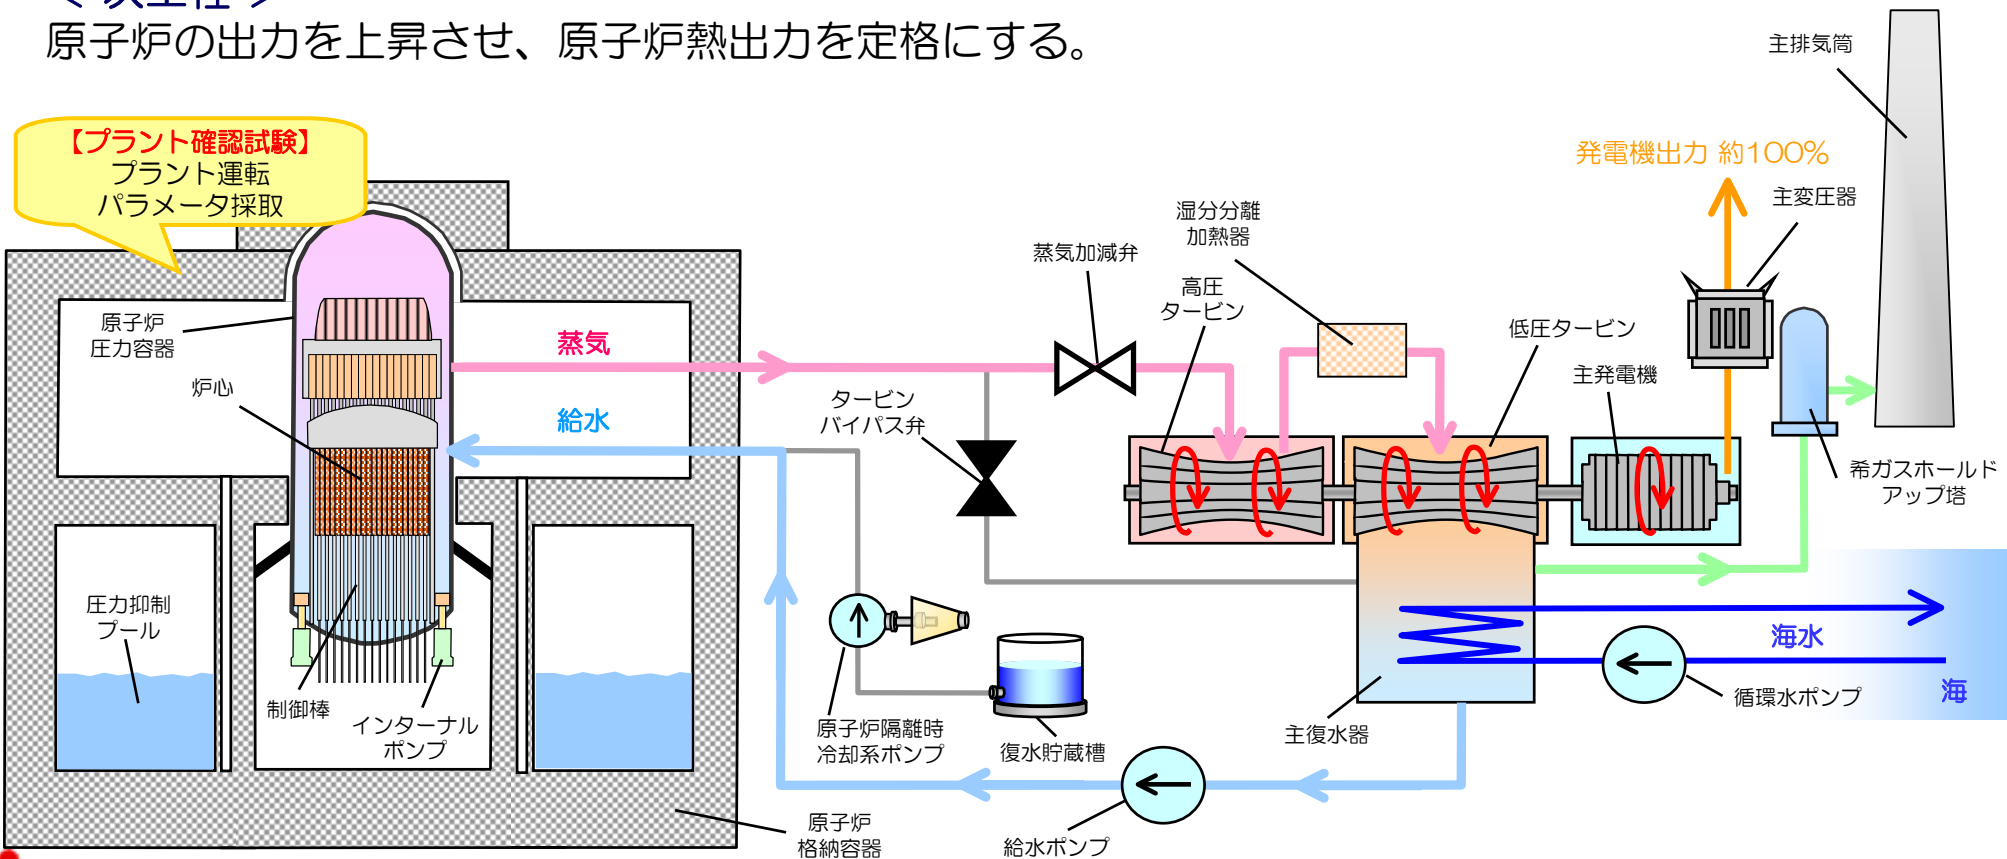 原子炉の出力を上昇させ、原子炉熱出力を定格にする。
【プラント確認試験】
プラント運転
パラメータ採取
主排気筒
発電機出力 約100%
主変圧器
湿分分離
加熱器
蒸気加減弁
高圧
タービン
低圧タービン
主発電機
原子炉
圧力容器
蒸気
炉心
給水
タービン
バイパス弁
希ガスホールド
アップ塔
圧力抑制
プール
制御棒
インターナル
ポンプ
原子炉隔離時
冷却系ポンプ
復水貯蔵槽
主復水器
海水
循環水ポンプ
海
原子炉
格納容器
給水ポンプ